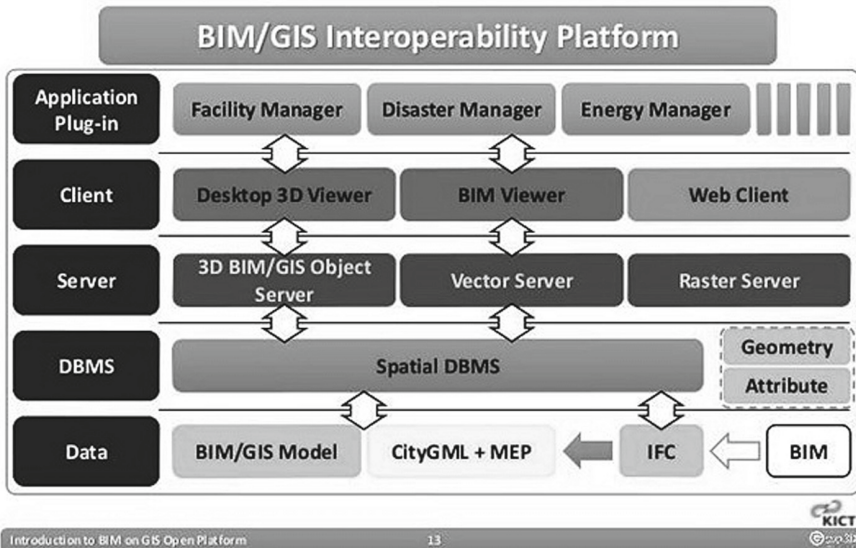 BIM/GIS Interoperability Platform
Application
Plug-in
Facility Manager
Disaster Manager
Energy Manager
Client
Desktop 3D Viewer
BIM Viewer
Web Client
Server
3D BIM/GIS Object
Server
Vector Server
Raster Server
DBMS
Spatial DBMS
Geometry
Attribute
Data
BIM/GIS Model
CityGML + MEP
IFC
BIM
KICT
Introduction to BIM on GIS Open Platform
13